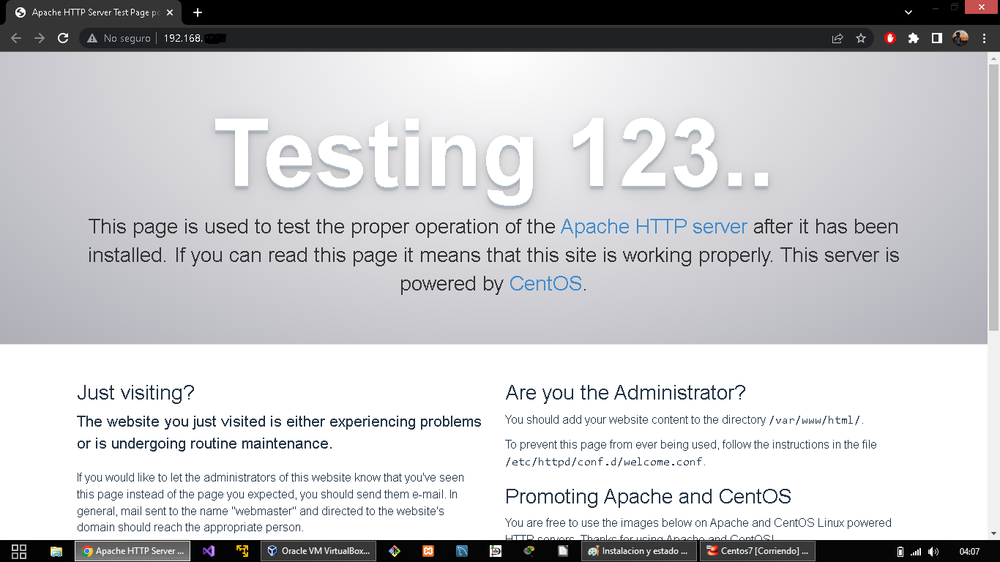 Apache HTTP Server Test Page po
No seguro
192.168.
Testing 123..
This page is used to test the proper operation of the Apache HTTP server after it has been
installed. If you can read this page it means that this site is working properly. This server is
powered by CentOS.
Just visiting?
The website you just visited is either experiencing problems
or is undergoing routine maintenance.
If you would like to let the administrators of this website know that you've seen
this page instead of the page you expected, you should send them e-mail. In
general, mail sent to the name "webmaster" and directed to the website's
domain should reach the appropriate person.
Are you the Administrator?
You should add your website content to the directory /var/www/html/.
To prevent this page from ever being used, follow the instructions in the file
/etc/httpd/conf.d/welcome.conf.
Promoting Apache and CentOS
You are free to use the images below on Apache and CentOS Linux powered
HTTP servers. Thanks for using Apache and CentOS!
Apache HTTP Server ...
Oracle VM VirtualBox...
Instalacion y estado ...
Centos7 [Corriendo] ...
04:07